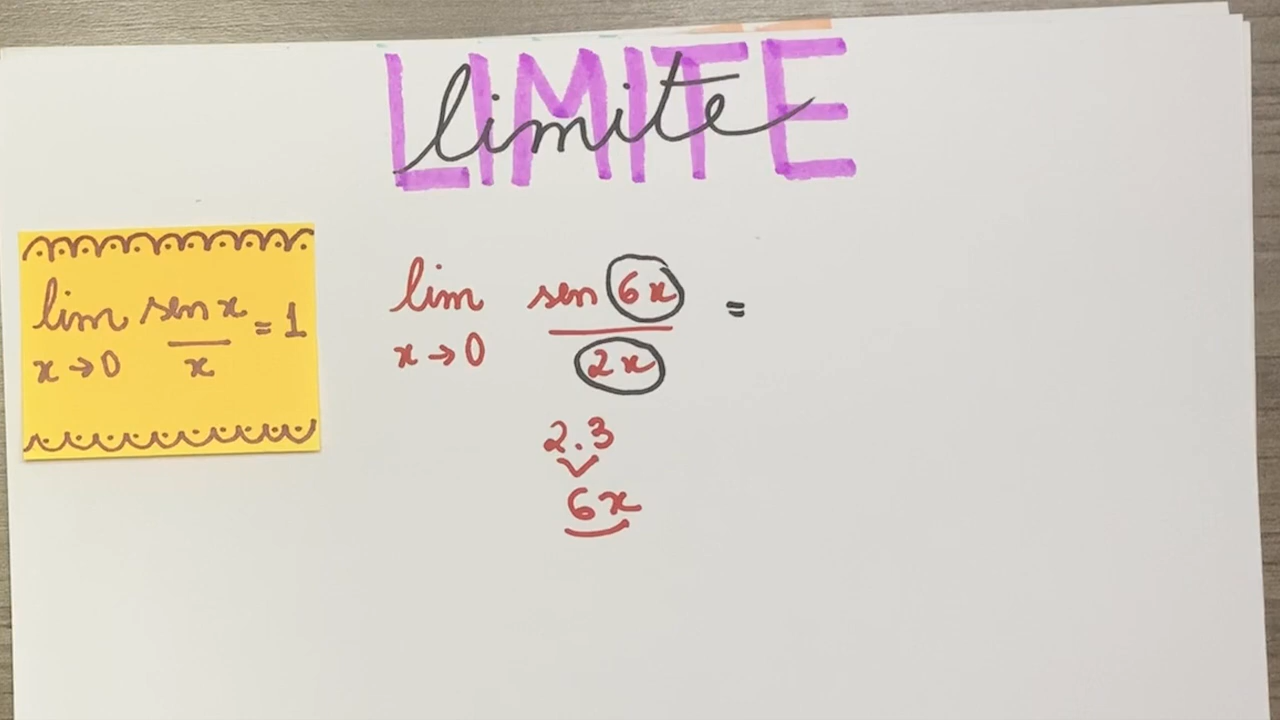 LIMITE
limite
lim sen x = 1
x→0 x
lim sen 6x =
x→0 2x
2.3
6x